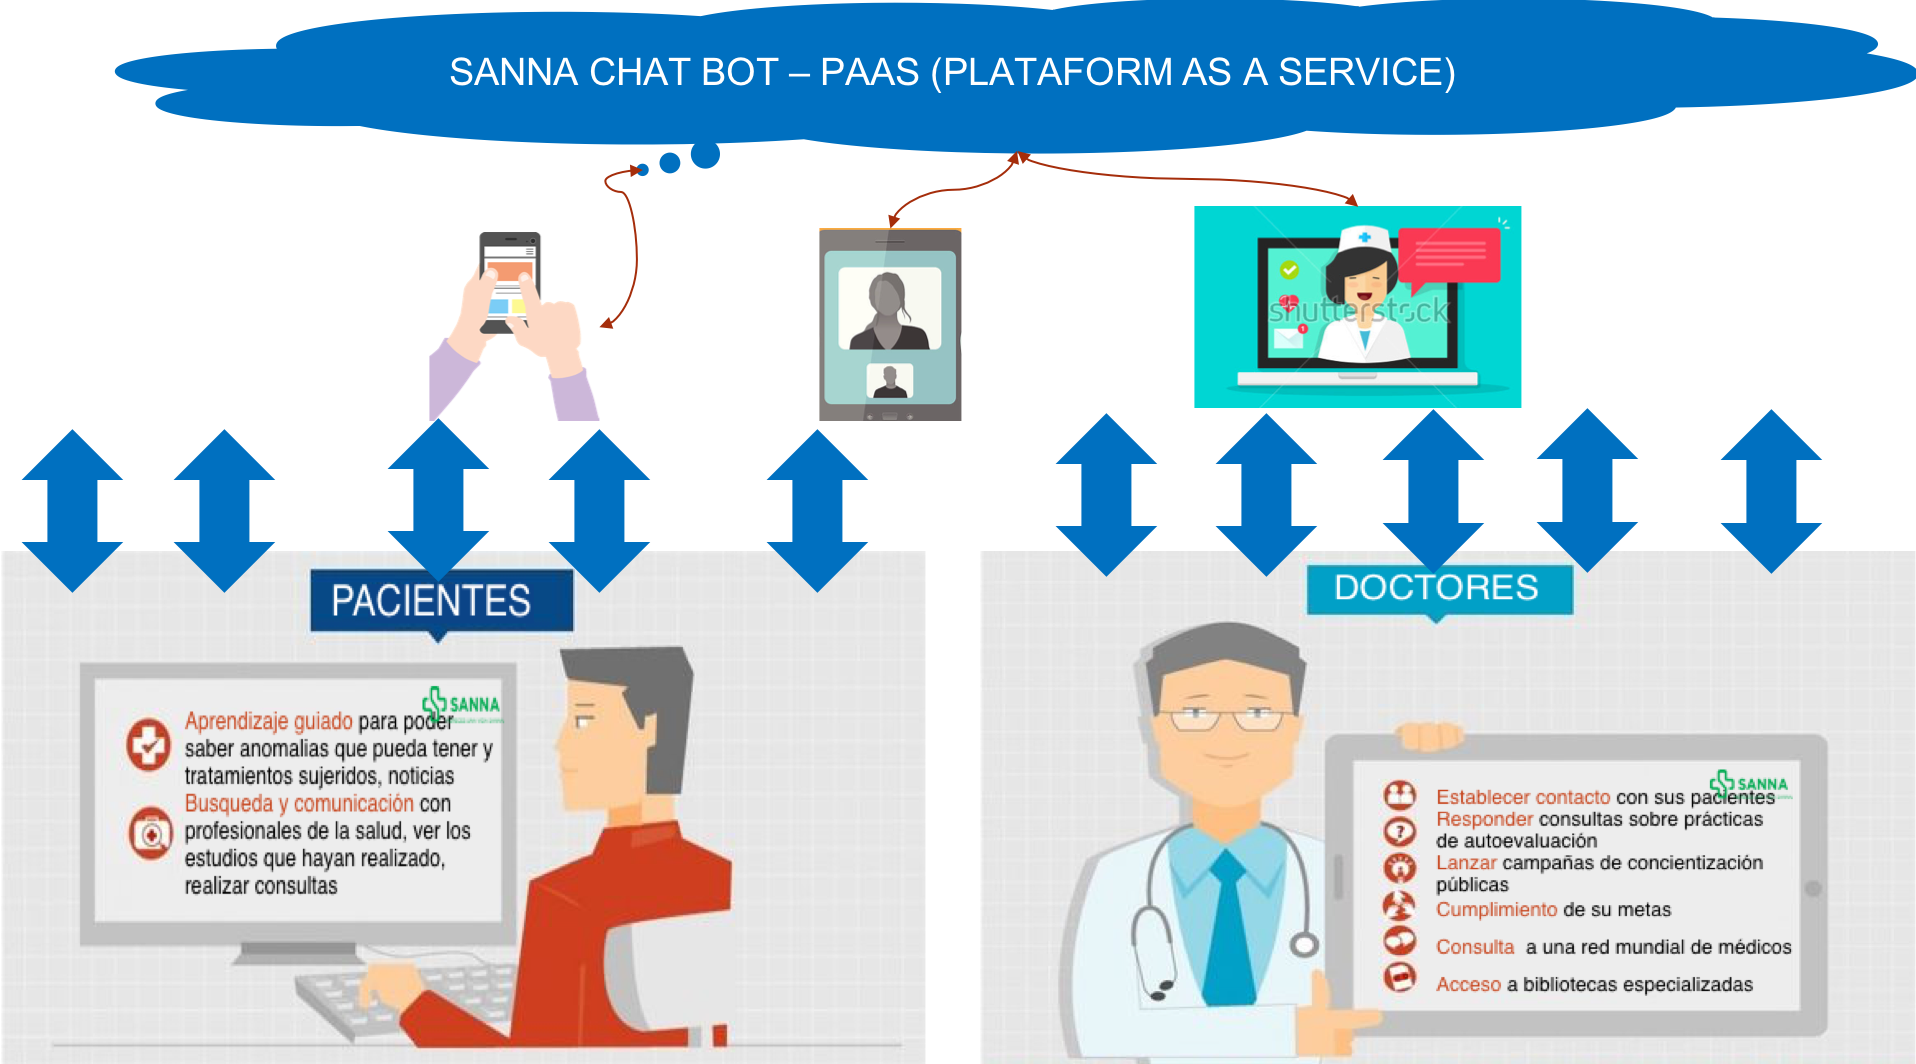 SANNA CHAT BOT – PAAS (PLATAFORM AS A SERVICE)
shutterstock
PACIENTES
SANNA
Aprendizaje guiado para poder
saber anomalias que pueda tener y
tratamientos sujeridos, noticias
Busqueda y comunicación con
profesionales de la salud, ver los
estudios que hayan realizado,
realizar consultas
DOCTORES
SANNA
Establecer contacto con sus pacientes
Responder consultas sobre prácticas
de autoevaluación
Lanzar campañas de concientización
públicas
Cumplimiento de su metas
Consulta a una red mundial de médicos
Acceso a bibliotecas especializadas